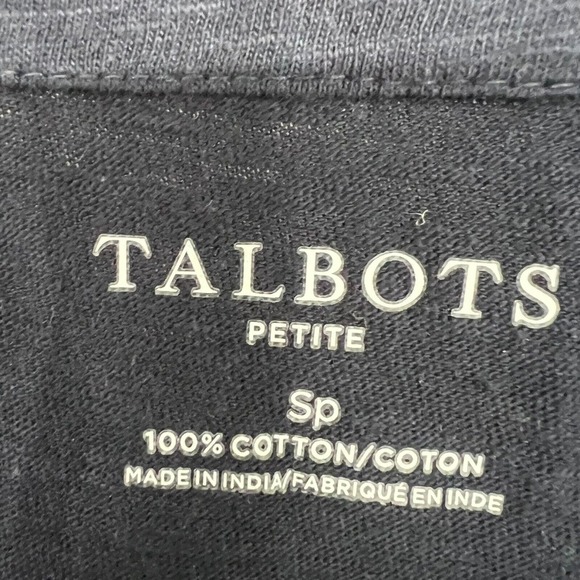 TALBOTS
PETITE
Sp
100% COTTON/COTON
MADE IN INDIA/FABRIQUÉ EN INDE